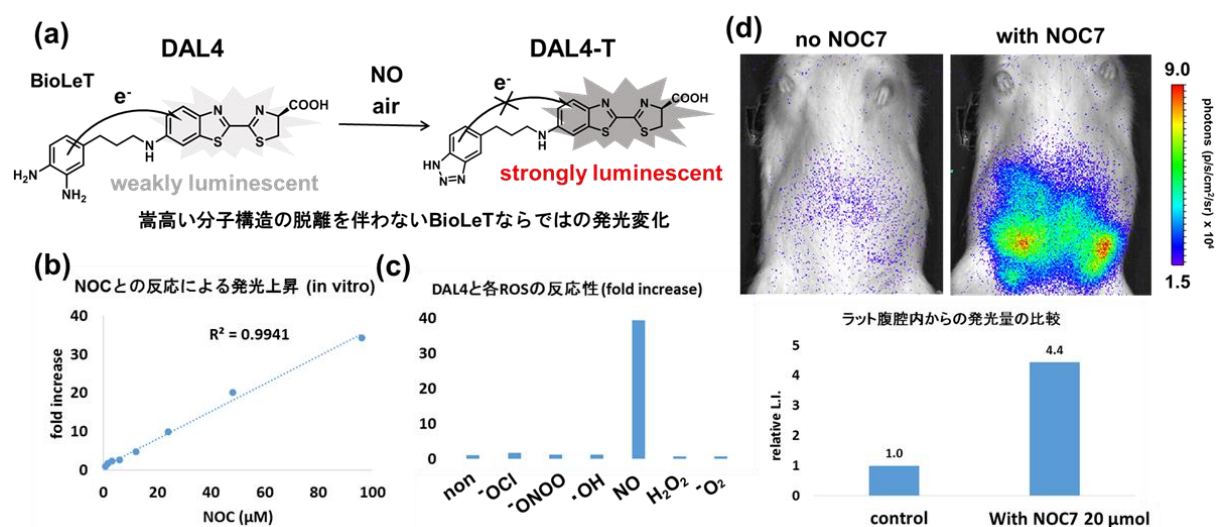 (a)
DAL4
DAL4-T
BioLeT
e-
NO
air
e-
COOH
COOH
N
N
S
S
N
H
H2N
NH2
weakly luminescent
N
N
S
S
N
H
HN
N=N
strongly luminescent
嵩高い分子構造の脱離を伴わないBioLeTならではの発光変化
(b)
NOCとの反応による発光上昇 (in vitro)
R² = 0.9941
fold increase
40
30
20
10
0
0 20 40 60 80 100
NOC (μM)
(c)
DAL4と各ROSの反応性(fold increase)
40
30
20
10
0
non
-OCl
-ONOO
·OH
NO
H2O2
-O2
(d)
no NOC7
with NOC7
9.0
photons (p/s/cm²/sr) x 10⁴
1.5
ラット腹腔内からの発光量の比較
relative L.I.
5
4
3
2
1
0
1.0
4.4
control
With NOC7 20 μmol